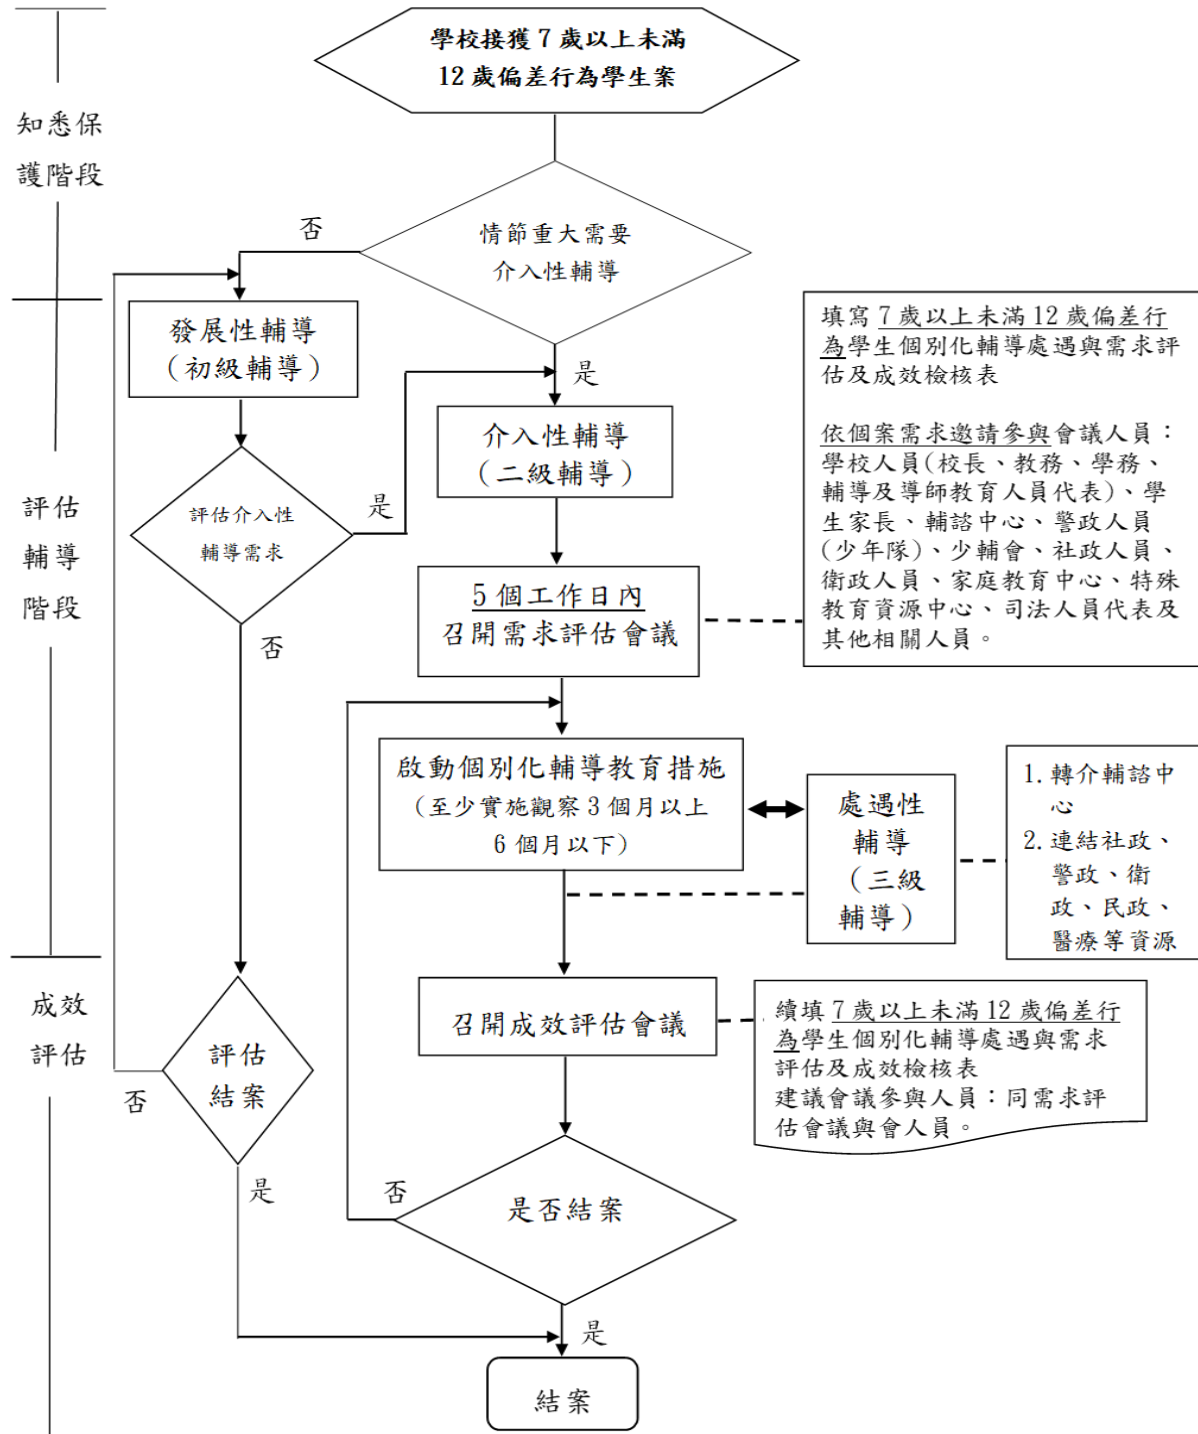 學校接獲 7 歲以上未滿
12 歲偏差行為學生案
知悉保
護階段
否
情節重大需要
介入性輔導
發展性輔導
（初級輔導）
是
介入性輔導
（二級輔導）
填寫 7 歲以上未滿 12 歲偏差行
為學生個別化輔導處遇與需求評
估及成效檢核表
依個案需求邀請參與會議人員：
學校人員(校長、教務、學務、
輔導及導師教育人員代表)、學
生家長、輔諮中心、警政人員
(少年隊)、少輔會、社政人員、
衛政人員、家庭教育中心、特殊
教育資源中心、司法人員代表及
其他相關人員。
評估
輔導
階段
評估介入性
輔導需求
是
否
5 個工作日內
召開需求評估會議
啟動個別化輔導教育措施
（至少實施觀察 3 個月以上
6 個月以下）
處遇性
輔導
（三級
輔導）
1. 轉介輔諮中
心
2. 連結社政、
警政、衛
政、民政、
醫療等資源
成效
評估
召開成效評估會議
續填 7 歲以上未滿 12 歲偏差行
為學生個別化輔導處遇與需求
評估及成效檢核表
建議會議參與人員：同需求評
估會議與會人員。
評估
結案
否
是
否
是否結案
是
結案